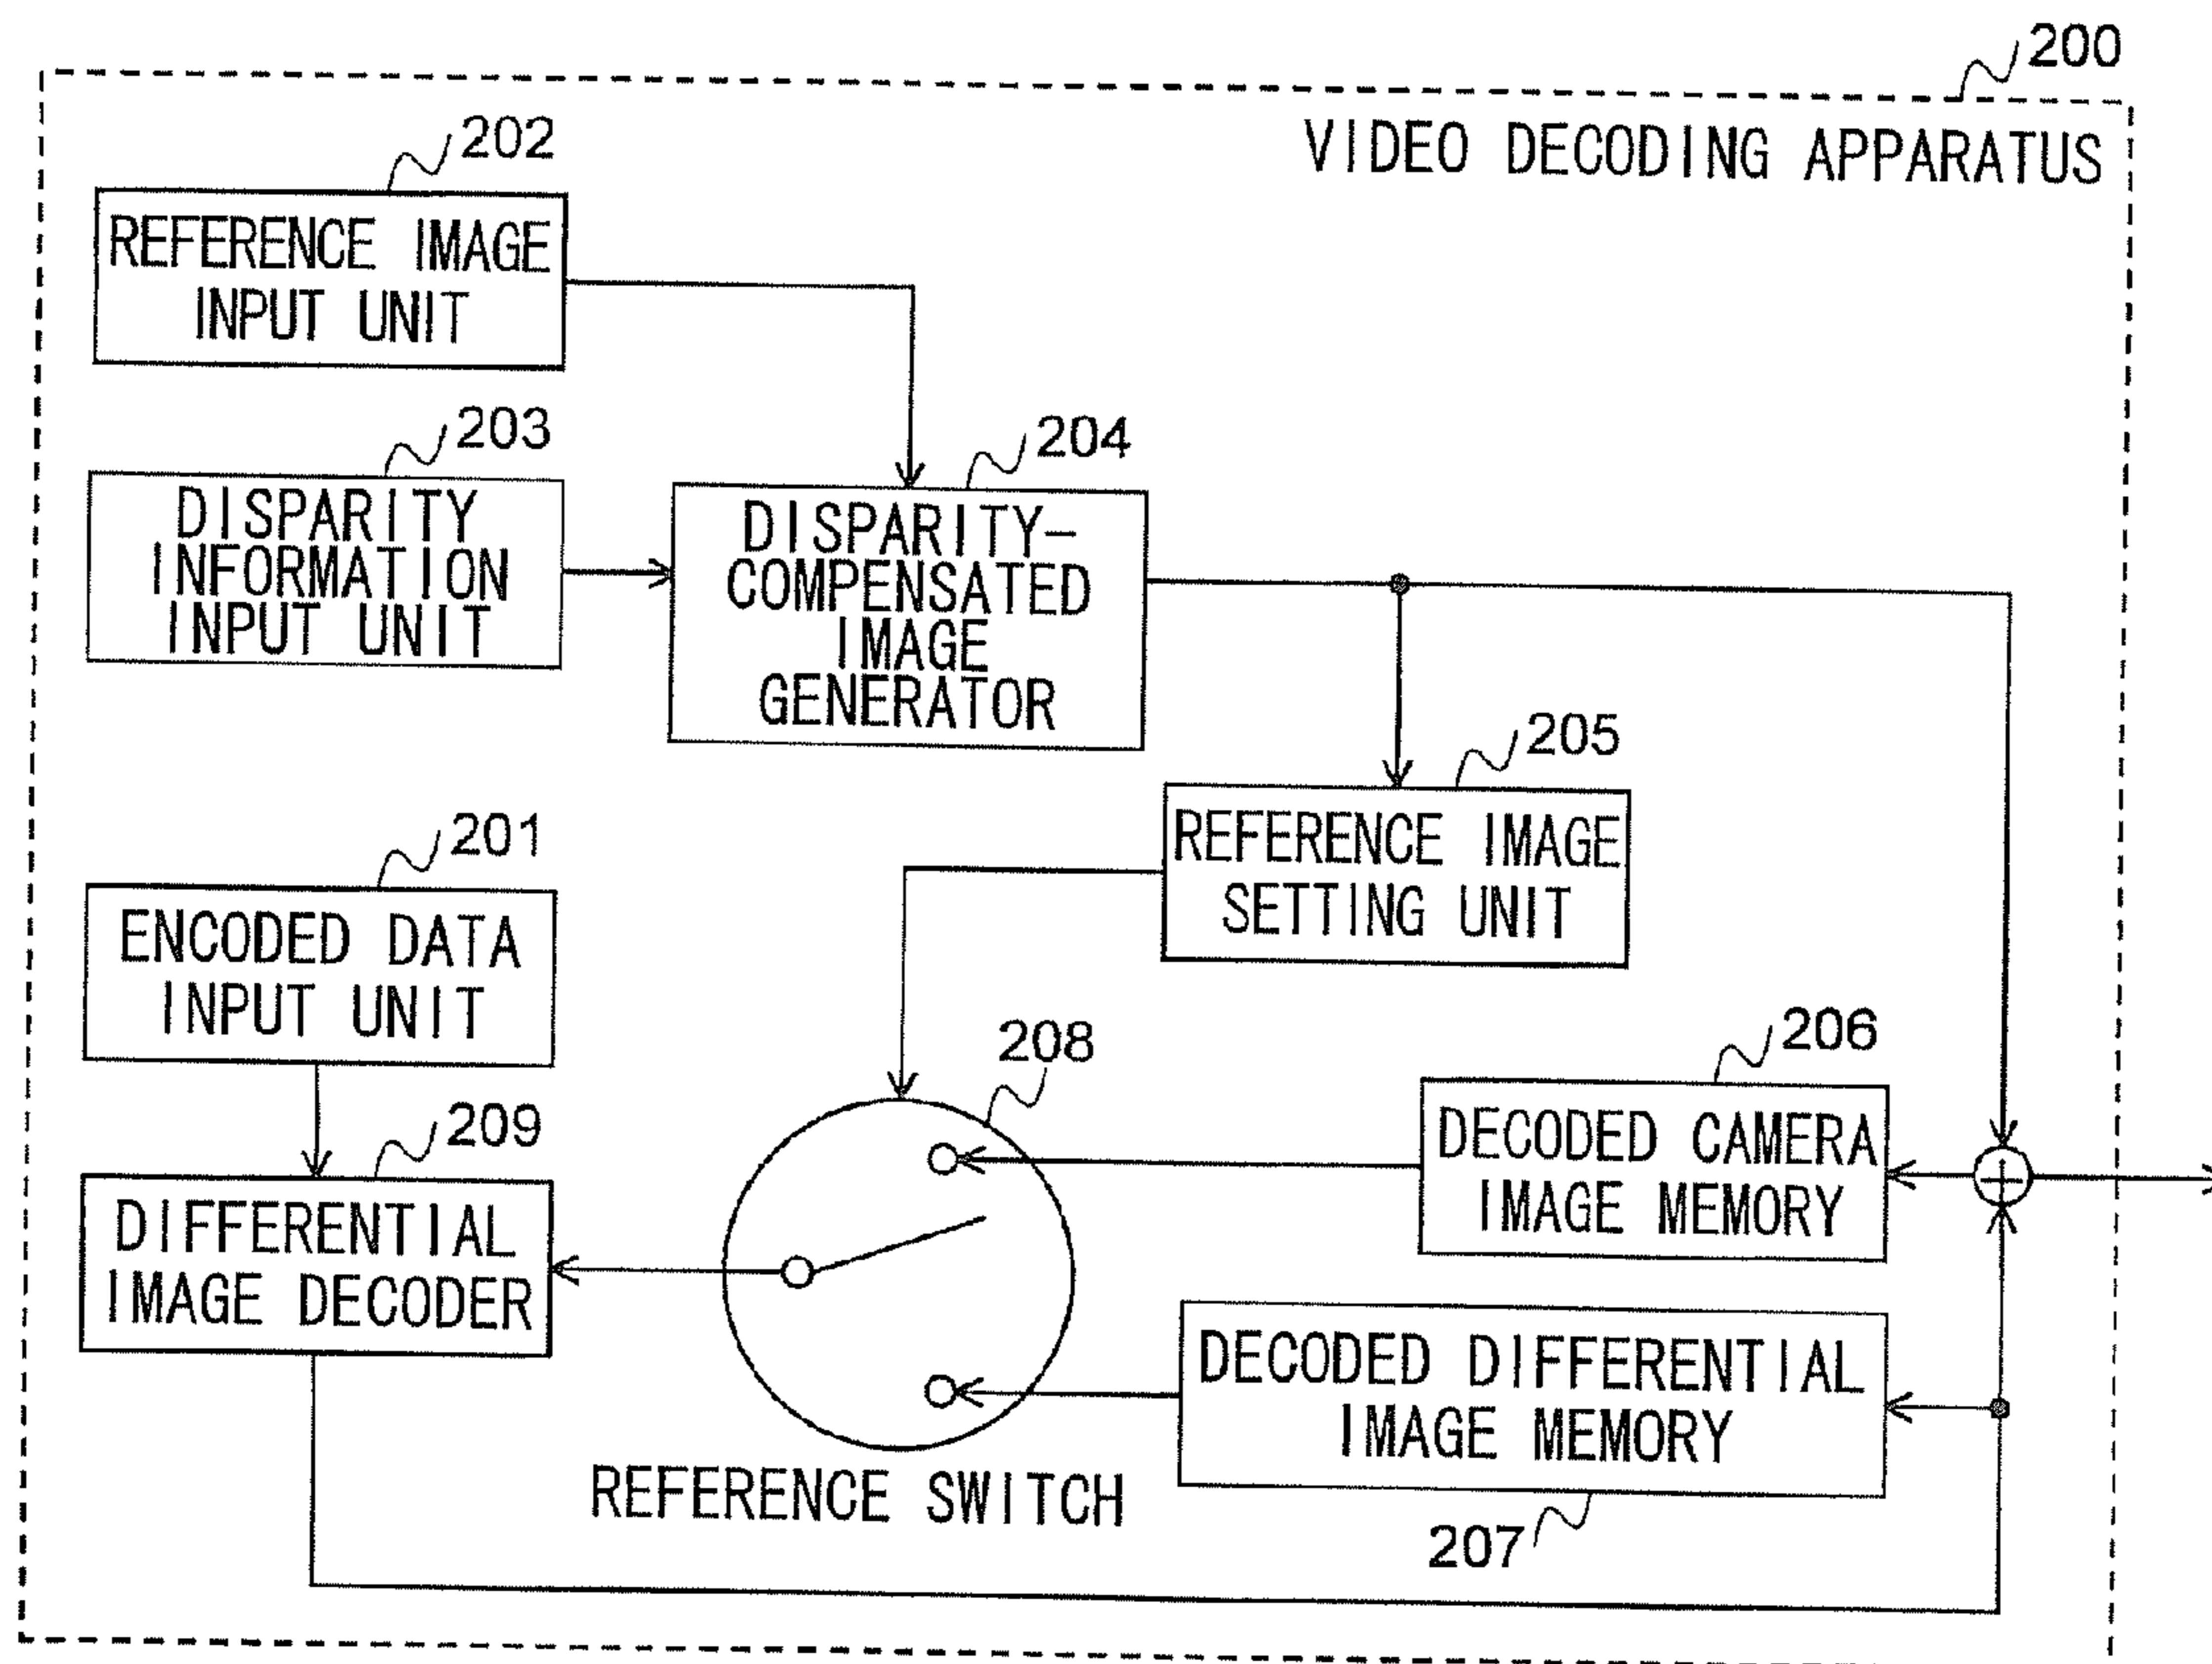 200
VIDEO DECODING APPARATUS
202
REFERENCE IMAGE
INPUT UNIT
203
DISPARITY
INFORMATION
INPUT UNIT
204
DISPARITY-
COMPENSATED
IMAGE
GENERATOR
205
REFERENCE IMAGE
SETTING UNIT
201
ENCODED DATA
INPUT UNIT
208
206
DECODED CAMERA
IMAGE MEMORY
209
DIFFERENTIAL
IMAGE DECODER
DECODED DIFFERENTIAL
IMAGE MEMORY
REFERENCE SWITCH
207